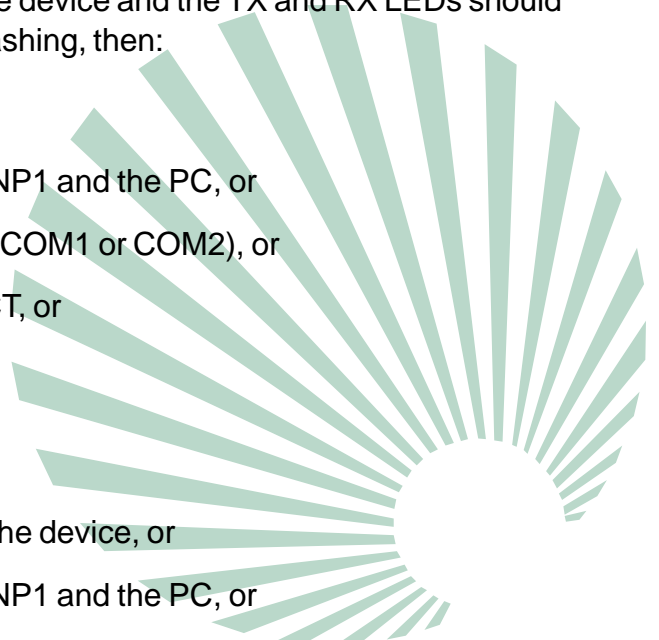 e device and the TX and RX LEDs should
ashing, then:
NP1 and the PC, or
COM1 or COM2), or
T, or
he device, or
NP1 and the PC, or